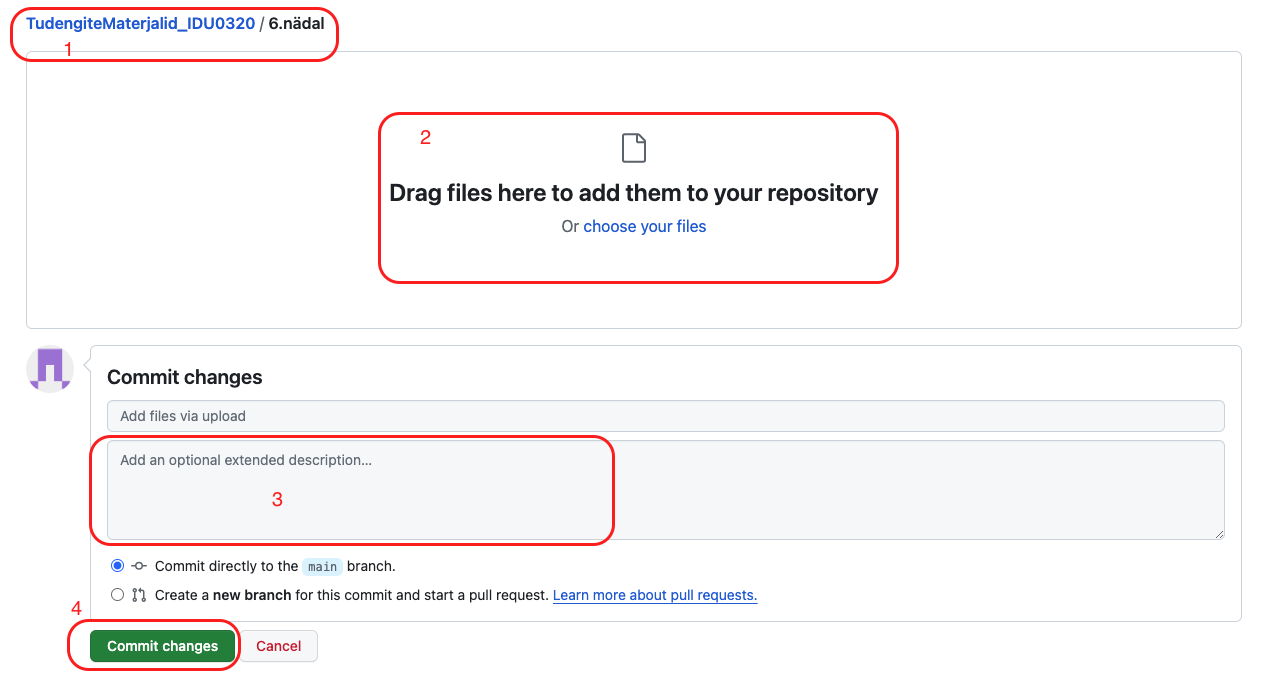 TudengiteMaterjalid_IDU0320 / 6.nädal
1
2
Drag files here to add them to your repository
Or choose your files
Commit changes
Add files via upload
Add an optional extended description...
3
Commit directly to the main branch.
Create a new branch for this commit and start a pull request. Learn more about pull requests.
4
Commit changes Cancel